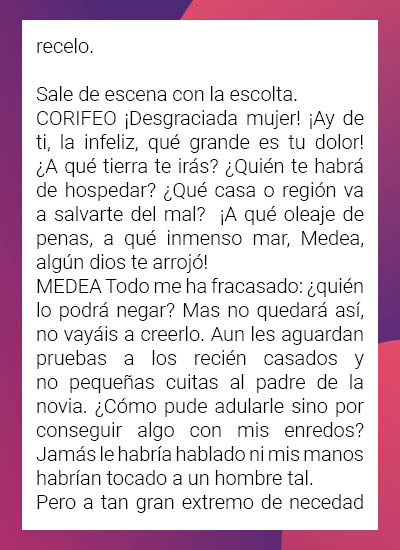 recelo.
Sale de escena con la escolta.
CORIFEO ¡Desgraciada mujer! ¡Ay de
ti, la infeliz, qué grande es tu dolor!
¿A qué tierra te irás? ¿Quién te habrá
de hospedar? ¿Qué casa o región va
a salvarte del mal? ¡A qué oleaje de
penas, a qué inmenso mar, Medea,
algún dios te arrojó!
MEDEA Todo me ha fracasado: ¿quién
lo podrá negar? Mas no quedará así,
no vayáis a creerlo. Aun les aguardan
pruebas a los recién casados y
no pequeñas cuitas al padre de la
novia. ¿Cómo pude adularle sino por
conseguir algo con mis enredos?
Jamás le habría hablado ni mis manos
habrían tocado a un hombre tal.
Pero a tan gran extremo de necedad